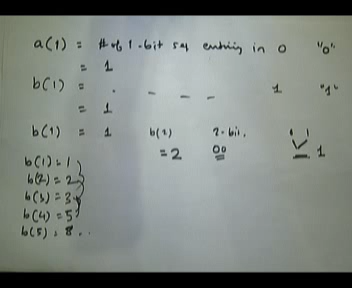 a(1) = # of 1-bit seq ending in 0 "0"
= 1
b(1) = . - - - 1 "1"
= 1
b(1) = 1 b(2) 2-bit.
= 2 00 1
b(1) = 1
b(2) = 2
b(3) = 3
b(4) = 5
b(5) = 8 ..